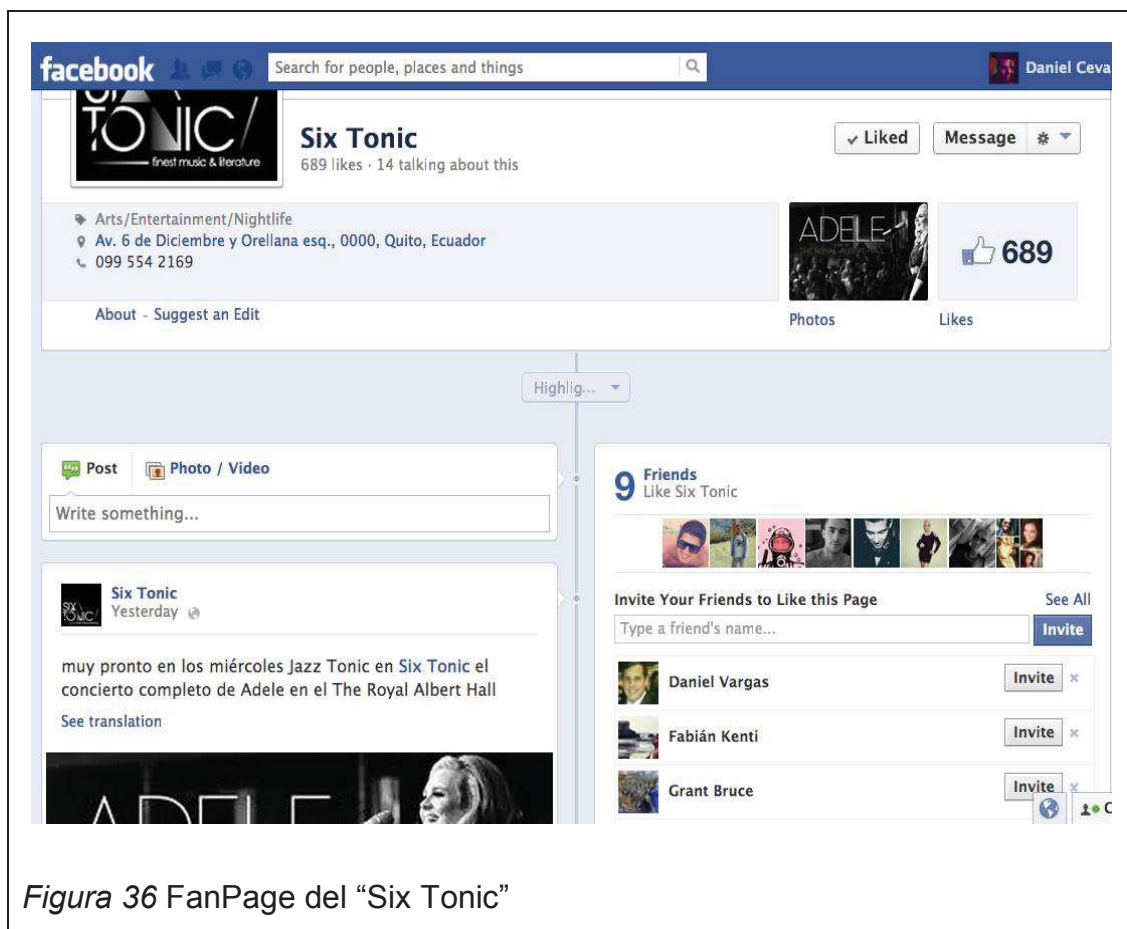 facebook
Search for people, places and things
Daniel Ceva
SIX
TONIC/
finest music & literature
Six Tonic
689 likes · 14 talking about this
Liked
Message
Arts/Entertainment/Nightlife
Av. 6 de Diciembre y Orellana esq., 0000, Quito, Ecuador
099 554 2169
ADELE
689
About - Suggest an Edit
Photos
Likes
Highlig...
Post
Photo / Video
Write something...
9 Friends
Like Six Tonic
SIX
TONIC/
Six Tonic
Yesterday
Invite Your Friends to Like this Page
See All
Type a friend's name...
Invite
muy pronto en los miércoles Jazz Tonic en Six Tonic el
concierto completo de Adele en el The Royal Albert Hall
See translation
Daniel Vargas
Invite
Fabián Kenti
Invite
Grant Bruce
Invite
ADELE
C
Figura 36 FanPage del “Six Tonic”